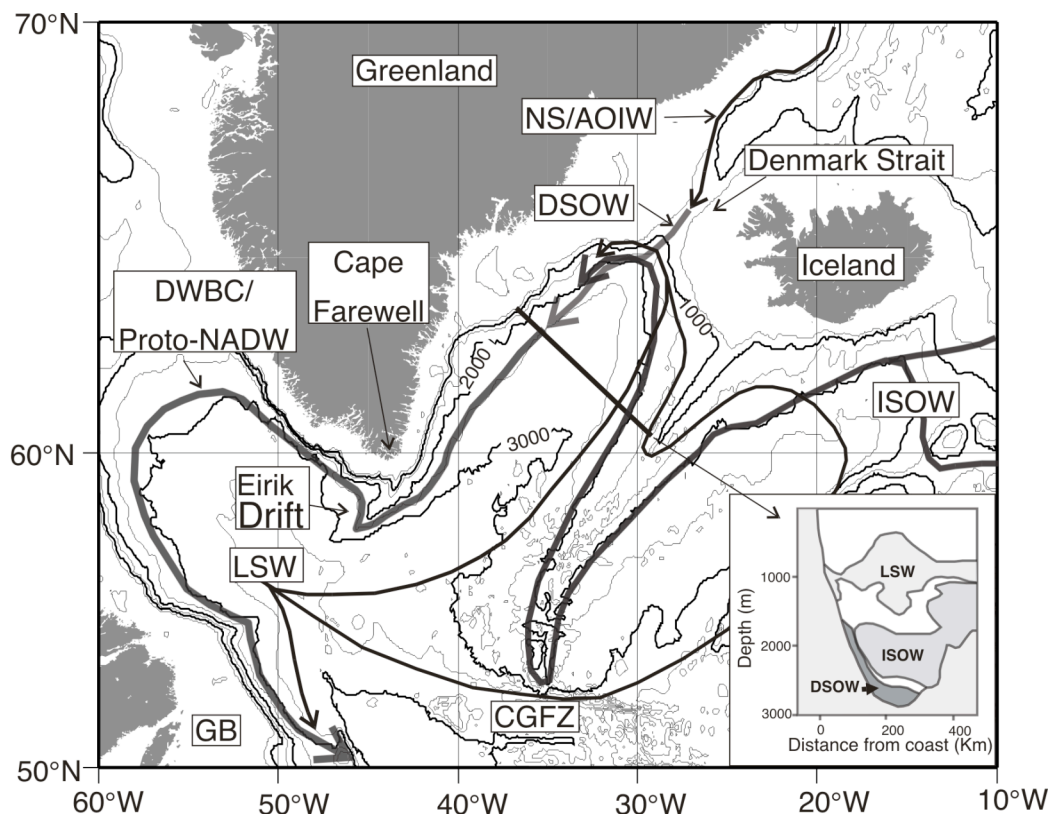 70°N
Greenland
NS/AOIW
Denmark Strait
DSOW
Cape
Farewell
Iceland
DWBC/
Proto-NADW
1000
2000
ISOW
3000
60°N
Eirik
Drift
LSW
LSW
1000
Depth (m)
2000
ISOW
DSOW
CGFZ
GB
3000
0
200
400
Distance from coast (Km)
50°N
60°W
50°W
40°W
30°W
20°W
10°W